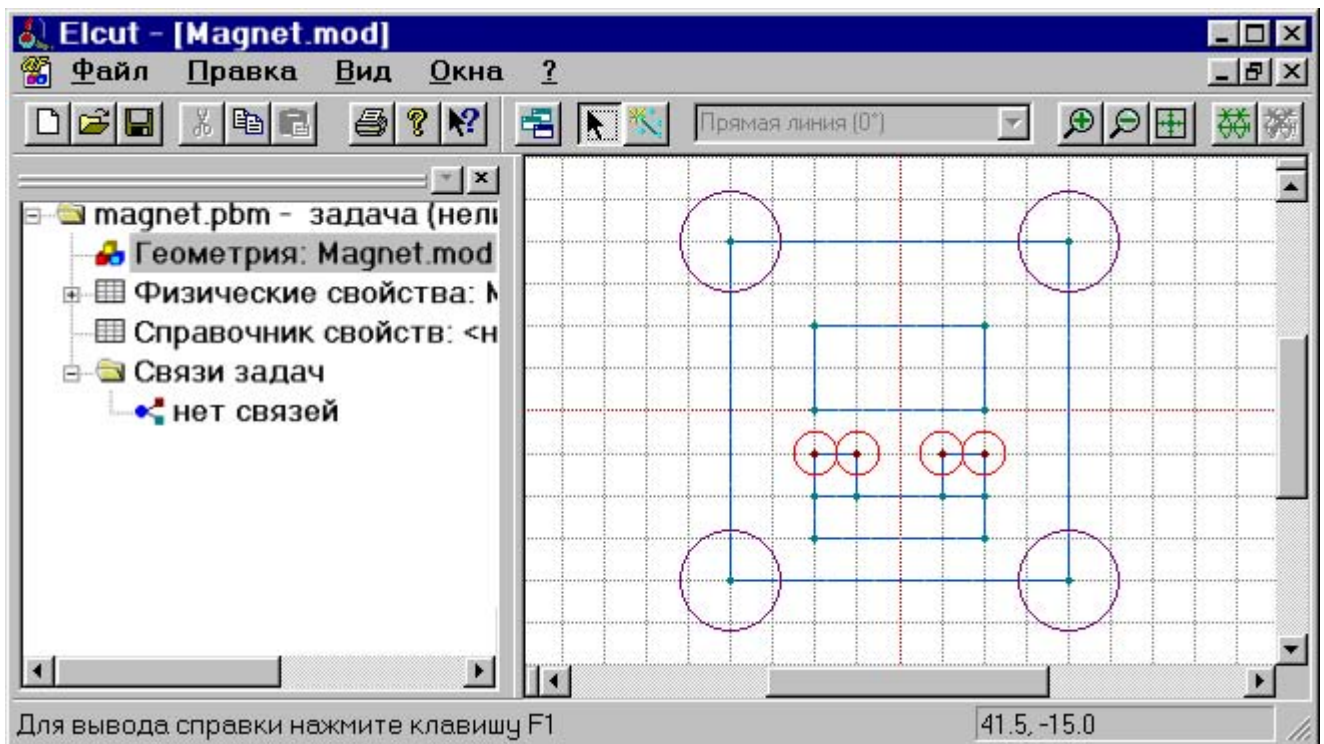 Elcut - [Magnet.mod]
Файл Правка Вид Окна ?
Прямая линия (0°)
magnet.pbm - задача (нели
Геометрия: Magnet.mod
Физические свойства: М
Справочник свойств: <н
Связи задач
нет связей
Для вывода справки нажмите клавишу F1
41.5, -15.0